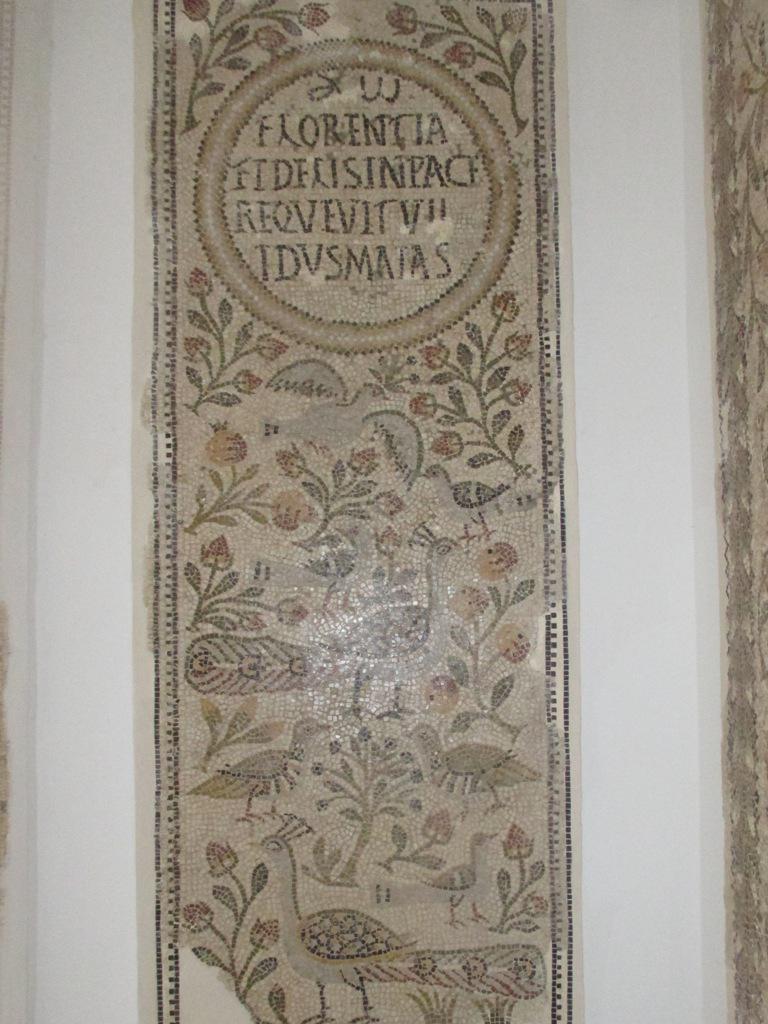 α ω
FLORENTIA
FIDELISINPACE
REQVEVITVII
IDVSMAIAS